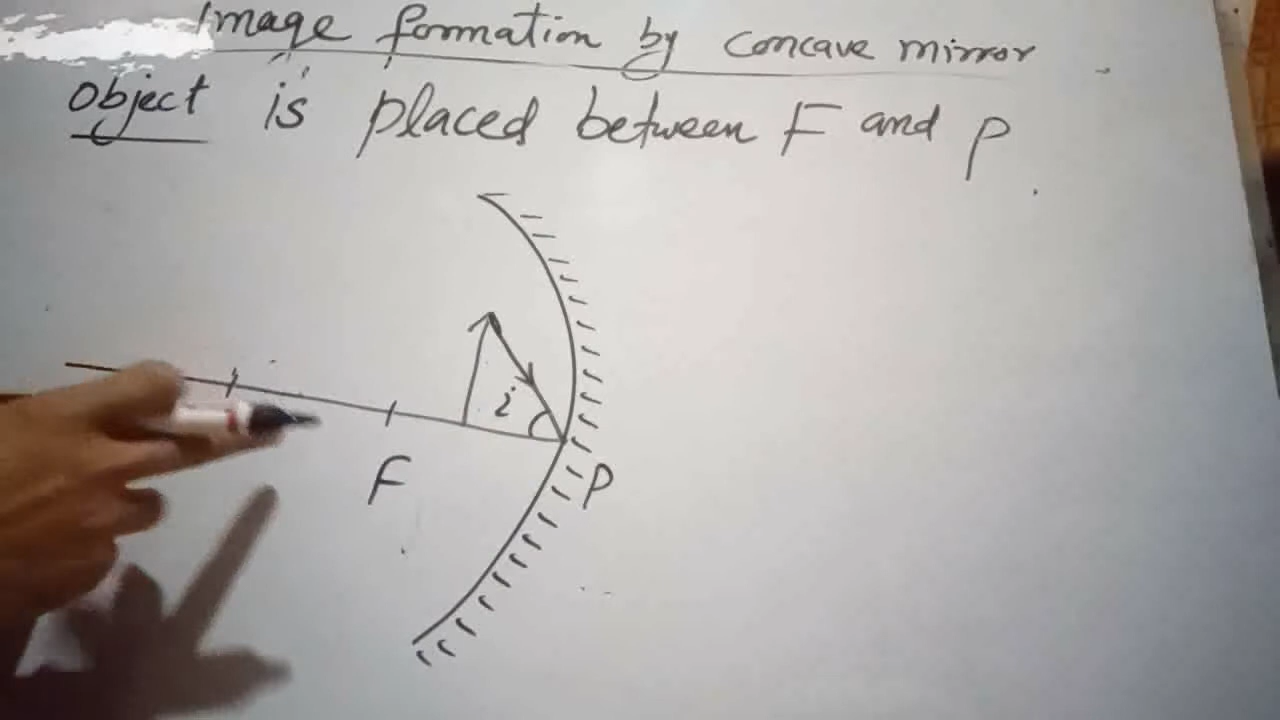 Image formation by concave mirror
object is placed between F and P
i
F
P